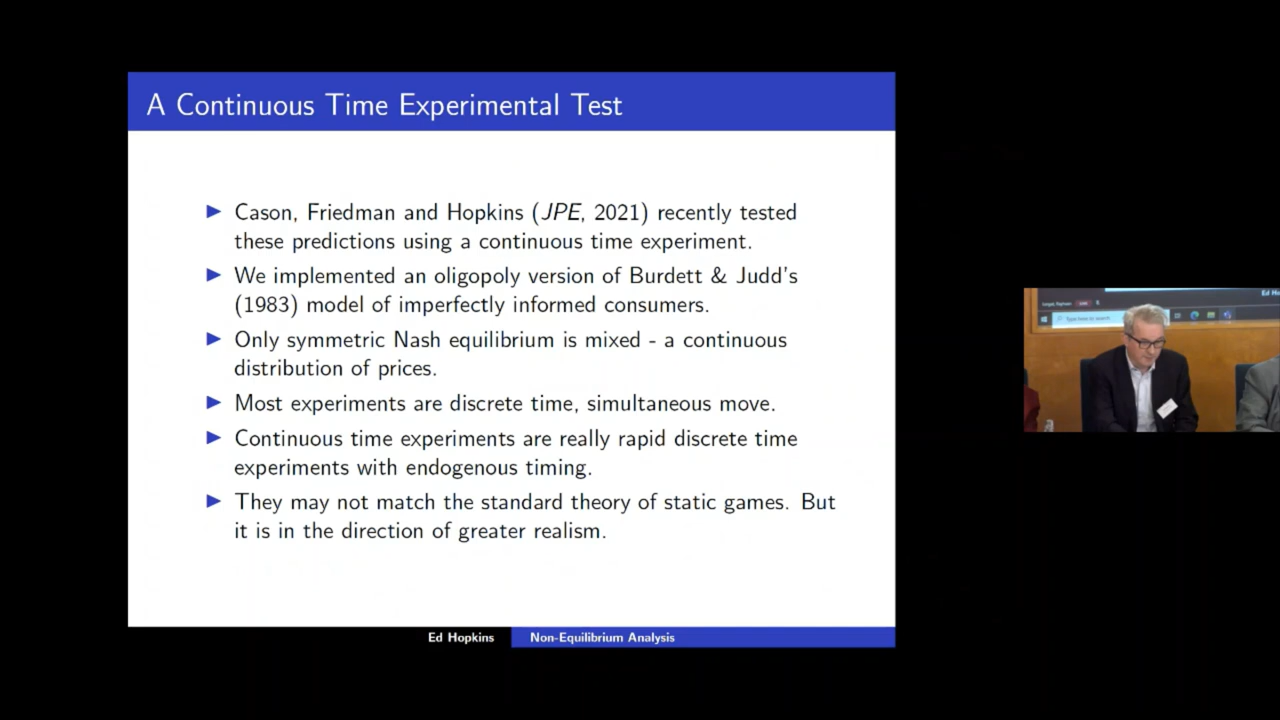 A Continuous Time Experimental Test
Cason, Friedman and Hopkins (JPE, 2021) recently tested
these predictions using a continuous time experiment.
We implemented an oligopoly version of Burdett & Judd's
(1983) model of imperfectly informed consumers.
Only symmetric Nash equilibrium is mixed - a continuous
distribution of prices.
Most experiments are discrete time, simultaneous move.
Continuous time experiments are really rapid discrete time
experiments with endogenous timing.
They may not match the standard theory of static games. But
it is in the direction of greater realism.
Ed Hopkins
Non-Equilibrium Analysis
Type here to search